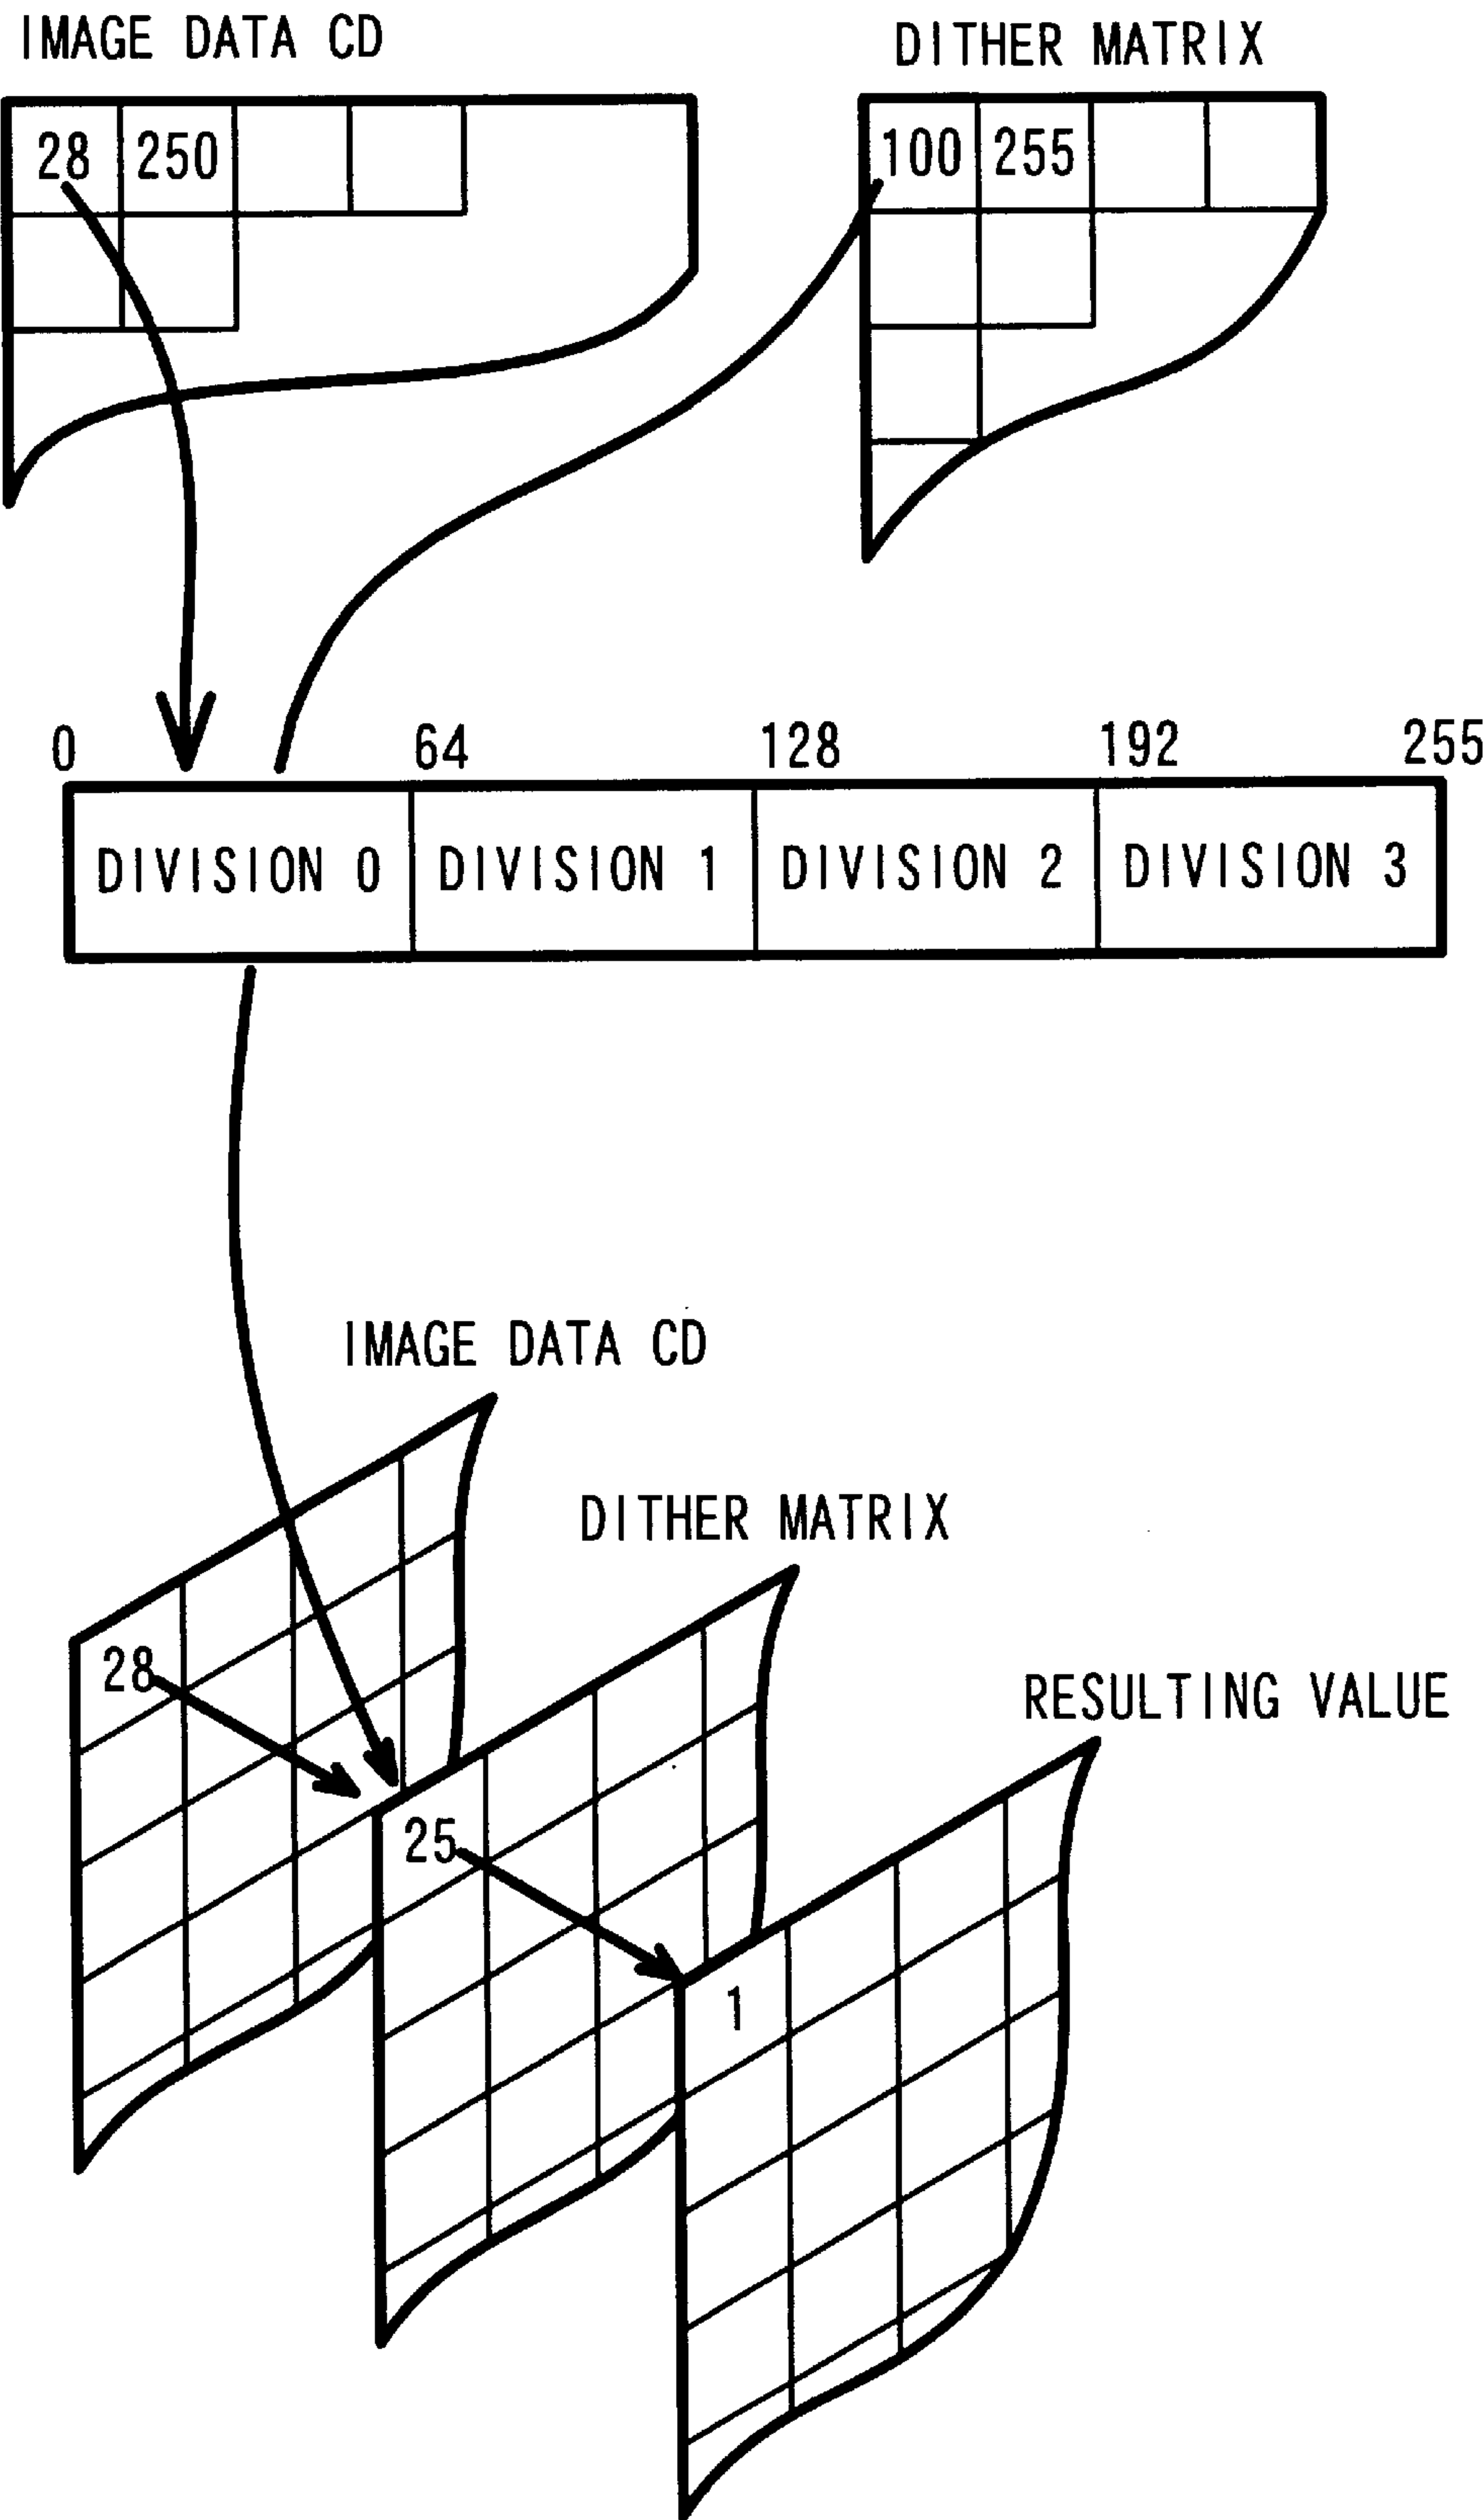 IMAGE DATA CD
DITHER MATRIX
28 250
100 255
0 64 128 192 255
DIVISION 0 DIVISION 1 DIVISION 2 DIVISION 3
IMAGE DATA CD
DITHER MATRIX
28
RESULTING VALUE
25
1